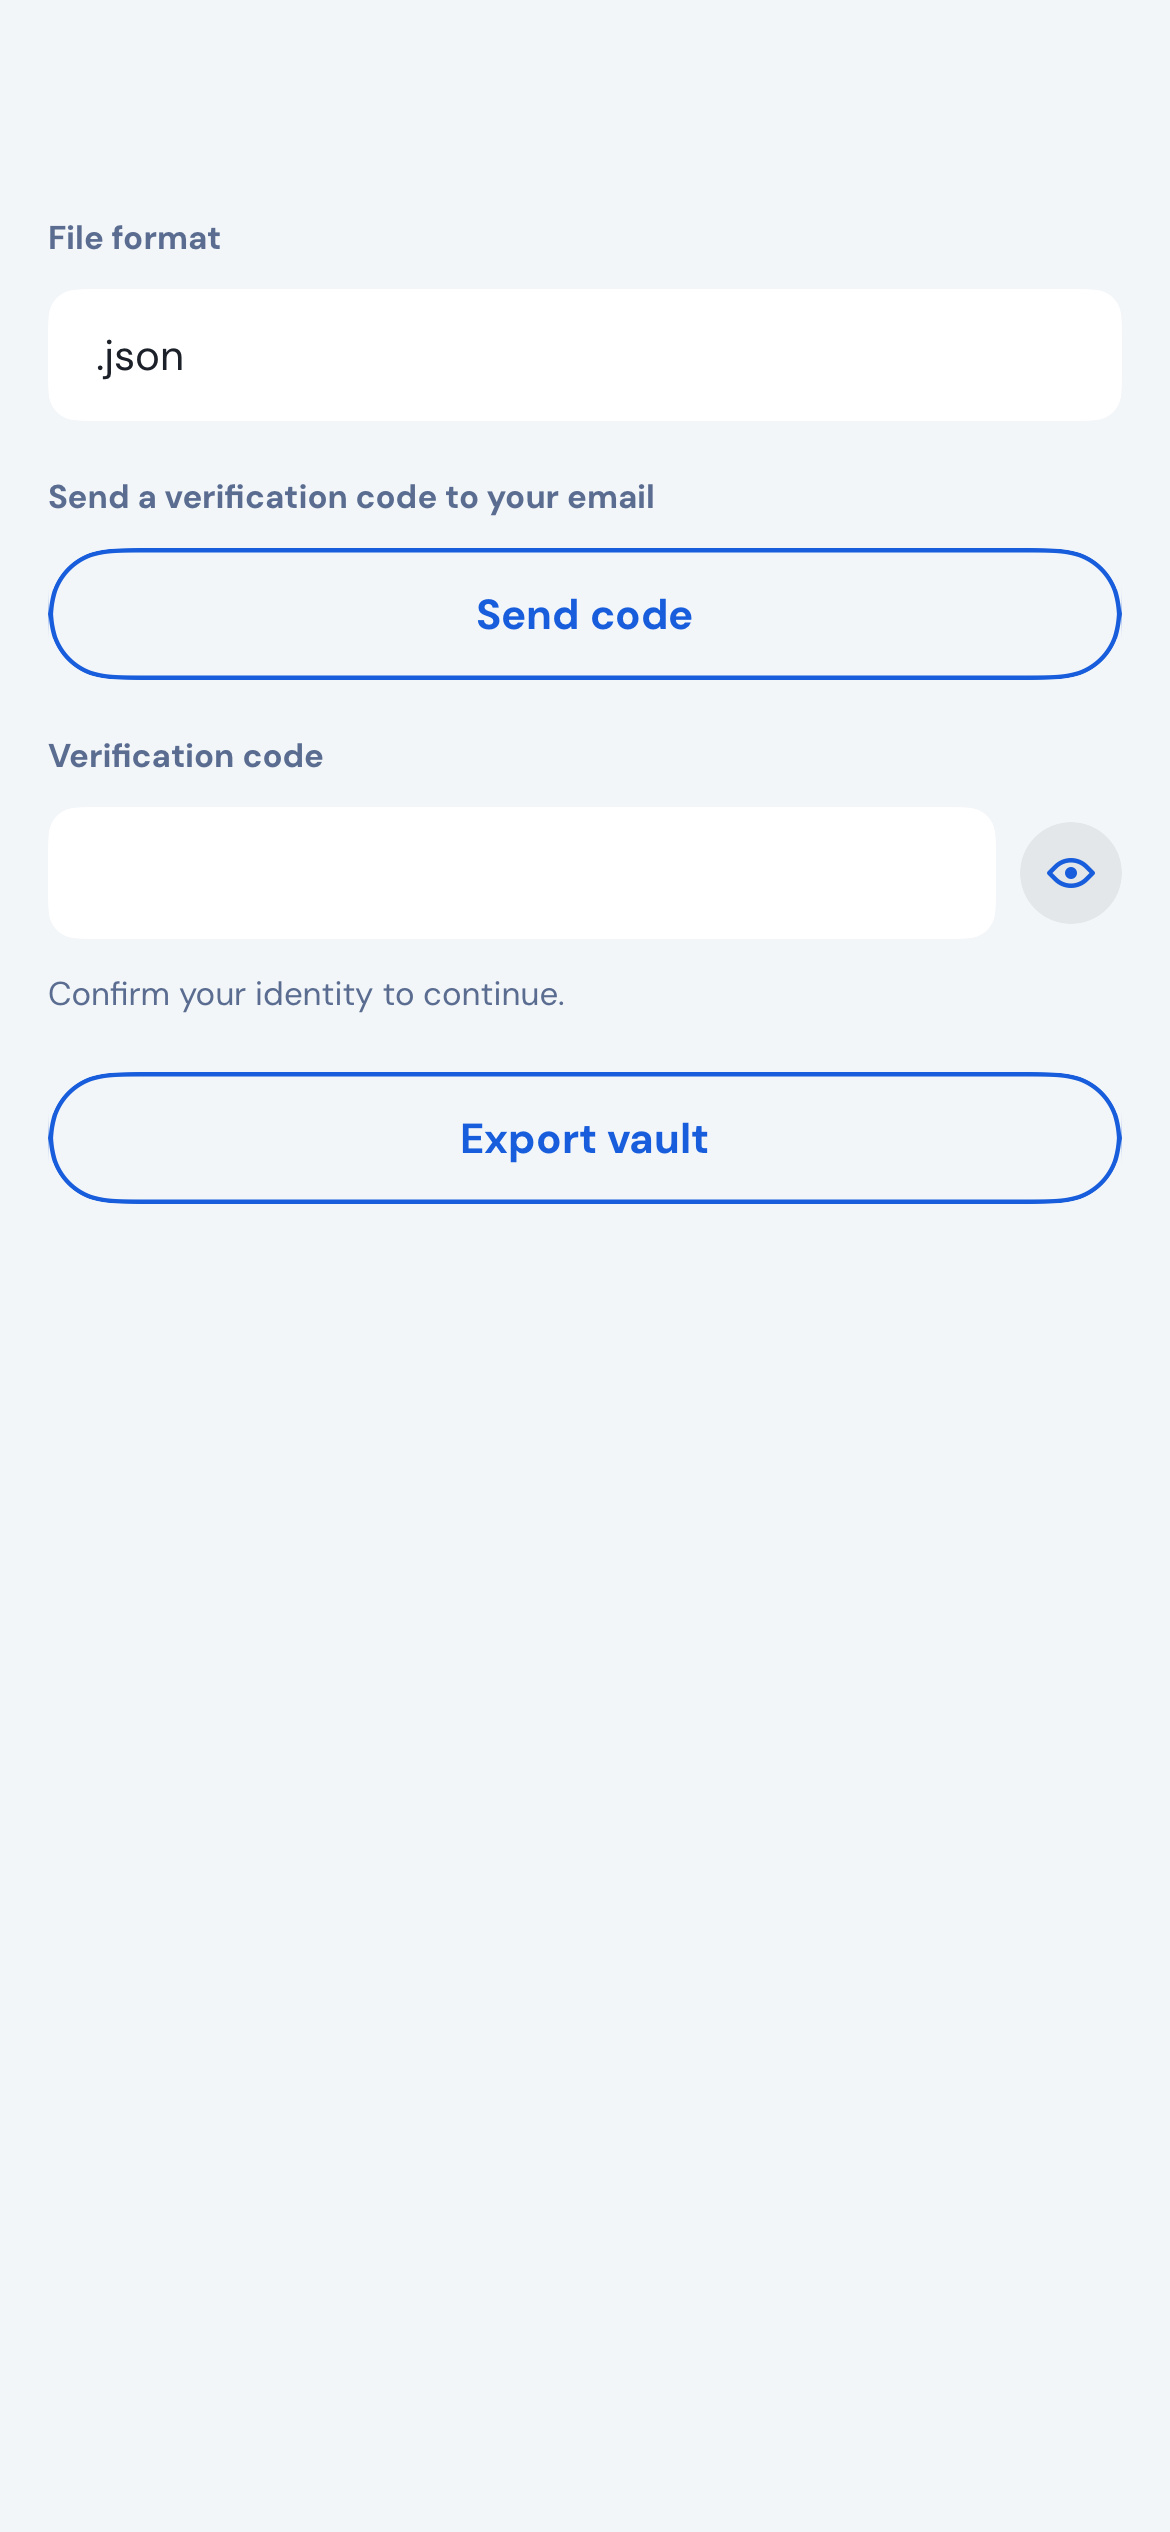 File format
.json
Send a verification code to your email
Send code
Verification code
Confirm your identity to continue.
Export vault